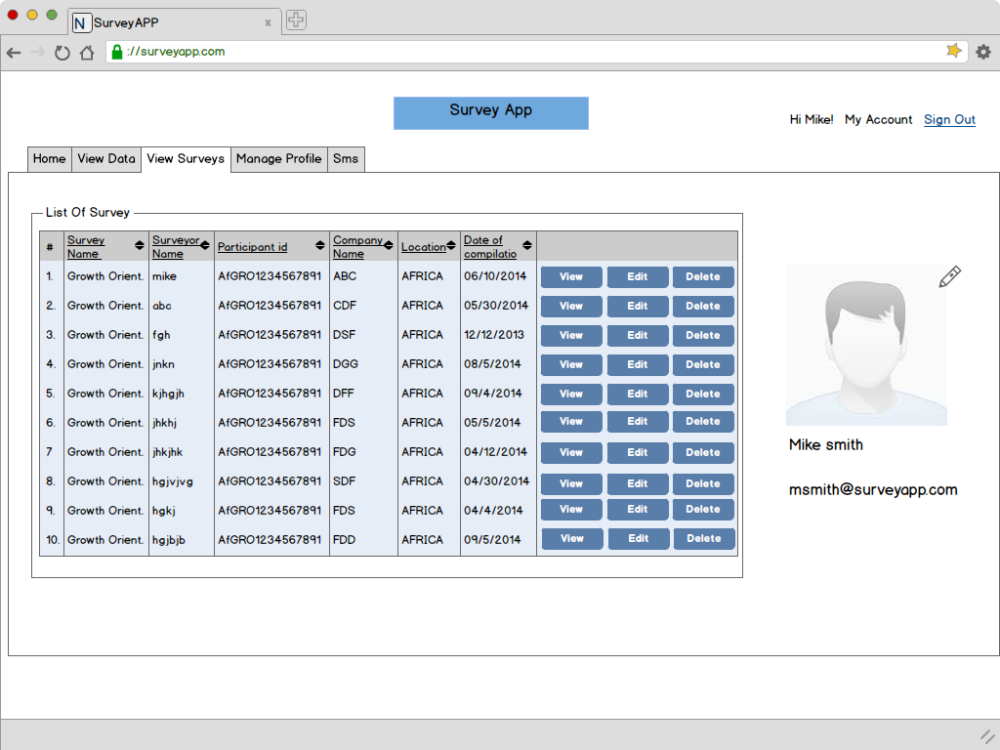 N SurveyAPP x
://surveyapp.com
Survey App
Hi Mike! My Account Sign Out
Home View Data View Surveys Manage Profile Sms
List Of Survey
# Survey Name Surveyor Name Participant id Company Name Location Date of compilatio
1. Growth Orient. mike AfGRO1234567891 ABC AFRICA 06/10/2014 View Edit Delete
2. Growth Orient. abc AfGRO1234567891 CDF AFRICA 05/30/2014 View Edit Delete
3. Growth Orient. fgh AfGRO1234567891 DSF AFRICA 12/12/2013 View Edit Delete
4. Growth Orient. jnkn AfGRO1234567891 DGG AFRICA 08/5/2014 View Edit Delete
5. Growth Orient. kjhgjh AfGRO1234567891 DFF AFRICA 09/4/2014 View Edit Delete
6. Growth Orient. jhkhj AfGRO1234567891 FDS AFRICA 05/5/2014 View Edit Delete
7 Growth Orient. jhkjhk AfGRO1234567891 FDG AFRICA 04/12/2014 View Edit Delete
8. Growth Orient. hgjvjvg AfGRO1234567891 SDF AFRICA 04/30/2014 View Edit Delete
9. Growth Orient. hgkj AfGRO1234567891 FDS AFRICA 04/4/2014 View Edit Delete
10. Growth Orient. hgjbjb AfGRO1234567891 FDD AFRICA 09/5/2014 View Edit Delete
Mike smith
msmith@surveyapp.com